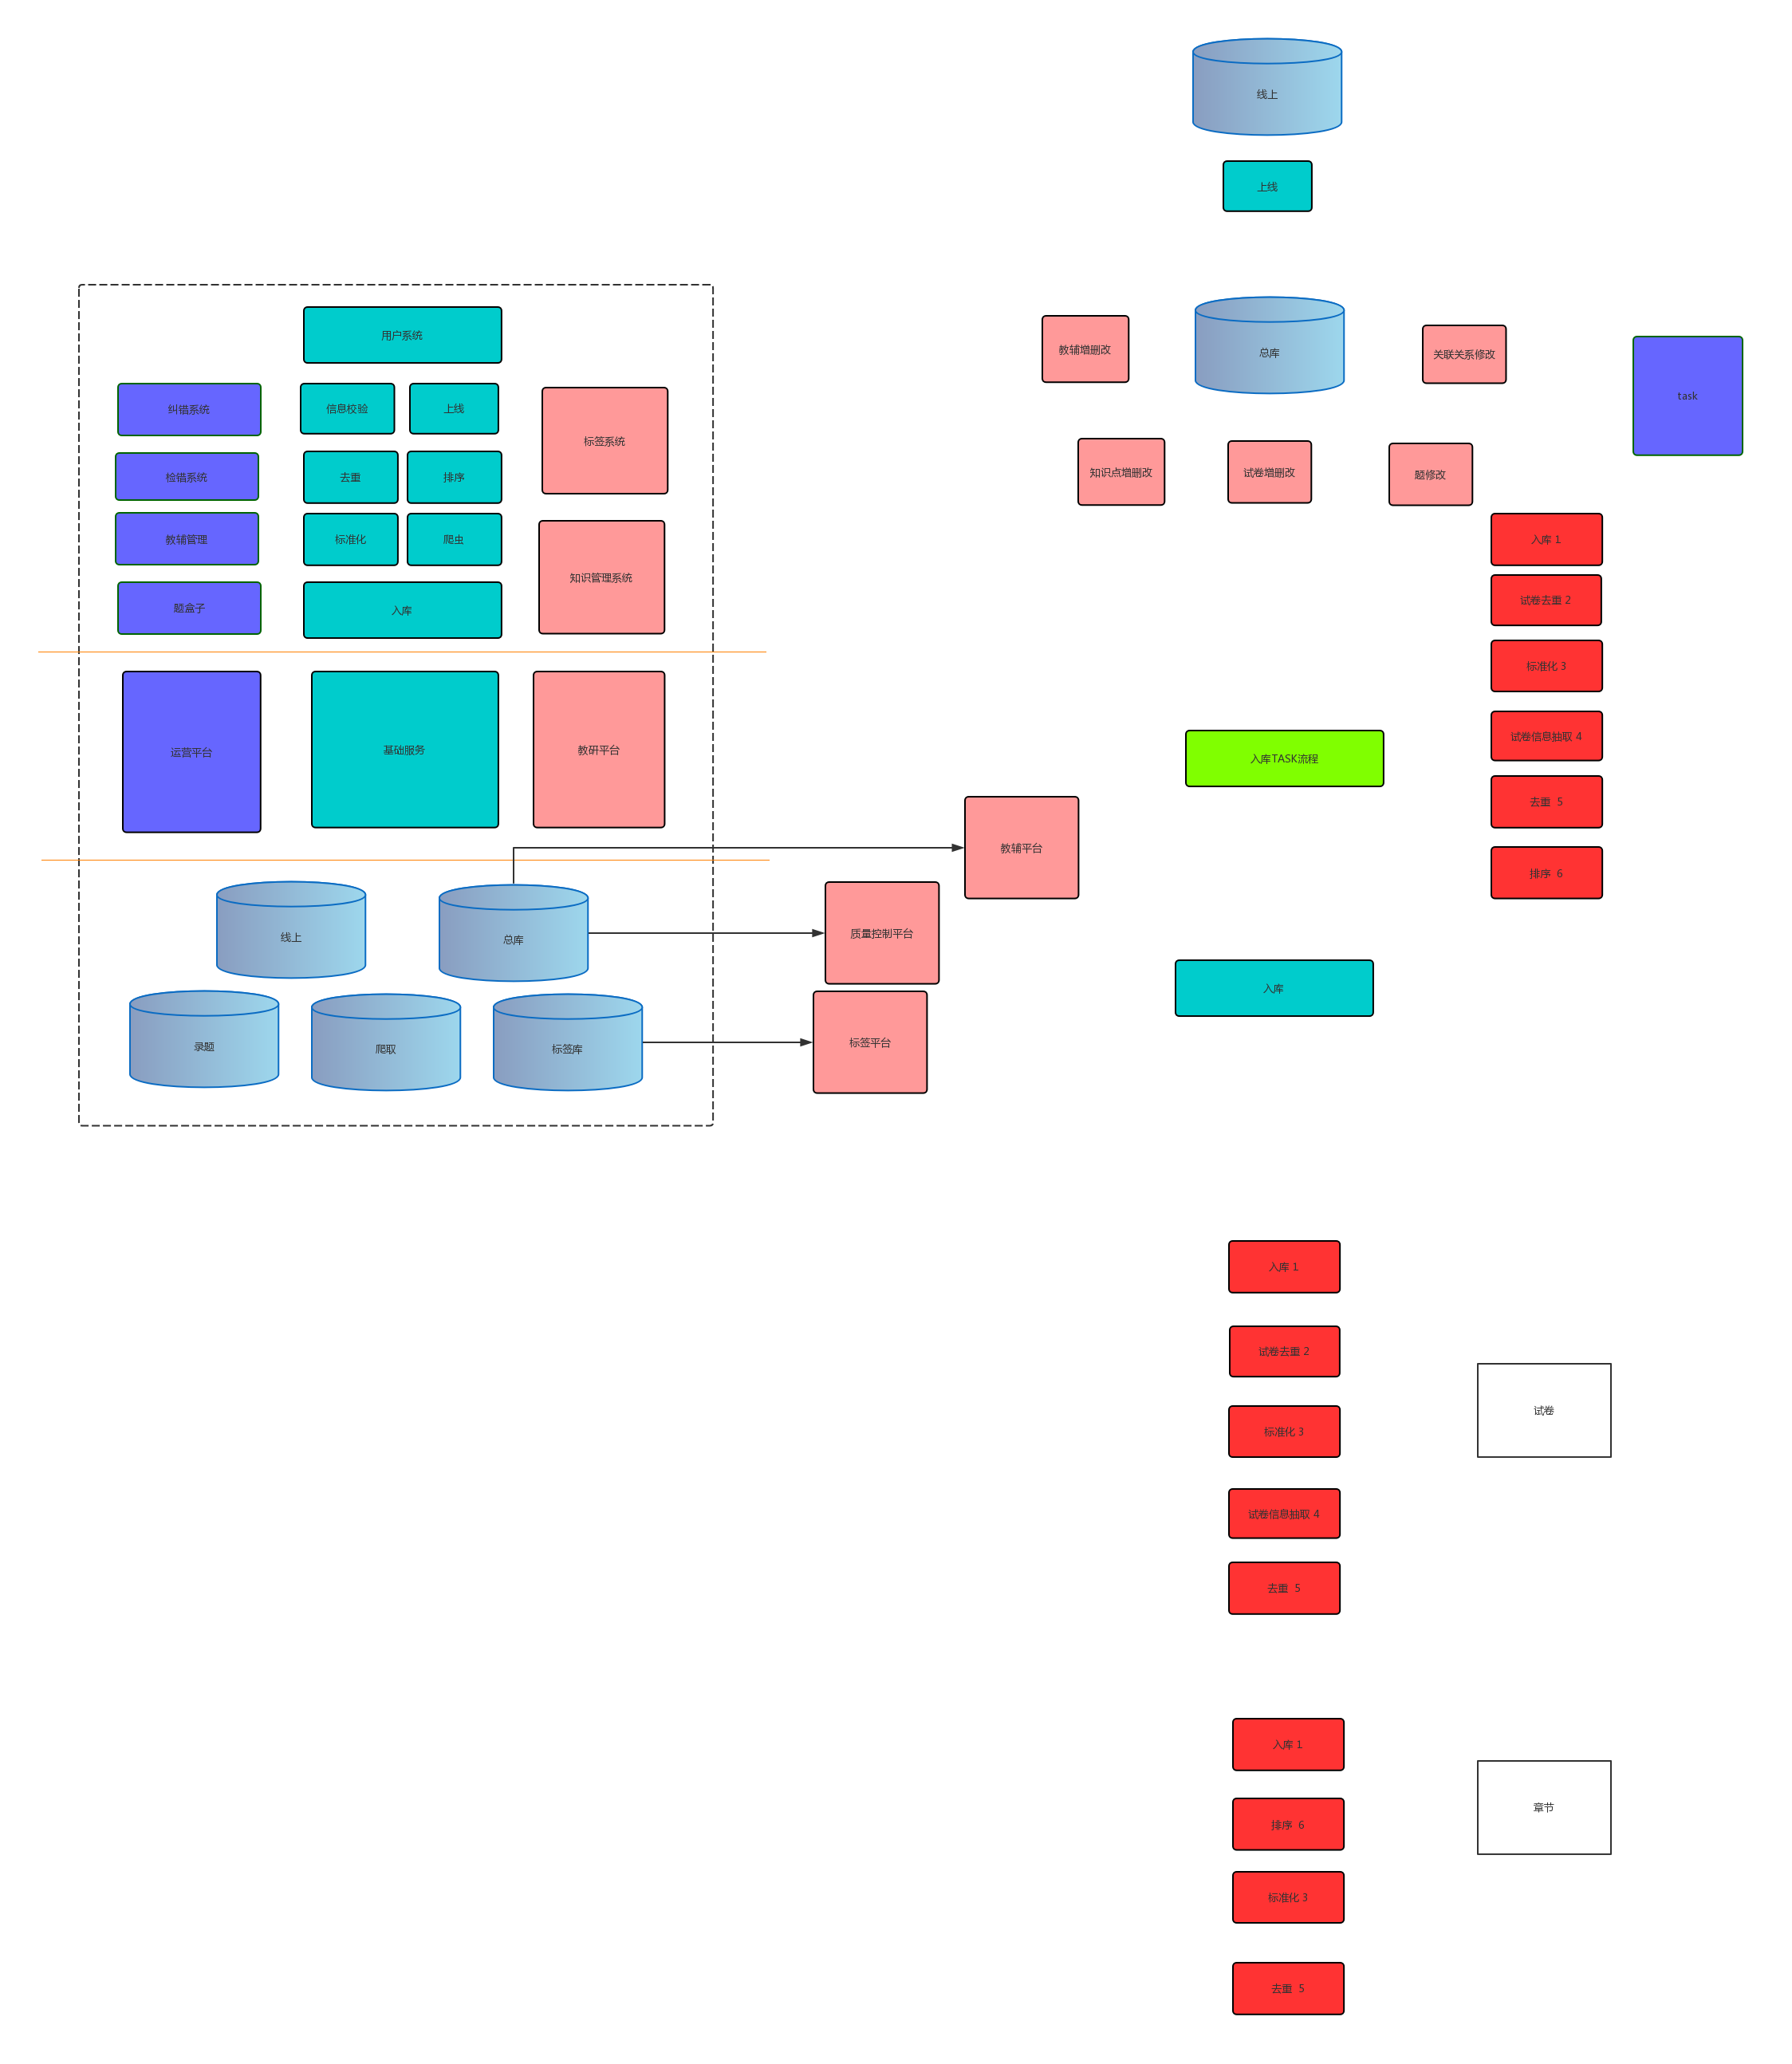 线上
上线
用户系统
教辅增删改
总库
关联关系修改
task
纠错系统
信息校验
上线
标签系统
检错系统
去重
排序
知识点增删改
试卷增删改
题修改
教辅管理
标准化
爬虫
知识管理系统
题盒子
入库
入库 1
试卷去重 2
标准化 3
试卷信息抽取 4
去重 5
排序 6
运营平台
基础服务
教研平台
入库TASK流程
教辅平台
线上
总库
质量控制平台
录题
爬取
标签库
标签平台
入库
入库 1
试卷去重 2
标准化 3
试卷信息抽取 4
去重 5
试卷
入库 1
排序 6
标准化 3
去重 5
章节